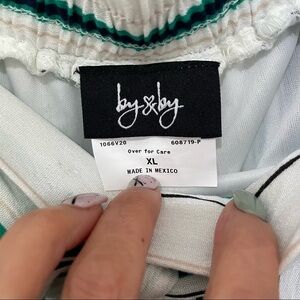 by&by
1066V20 608719-P
Over for Care
XL
MADE IN MEXICO